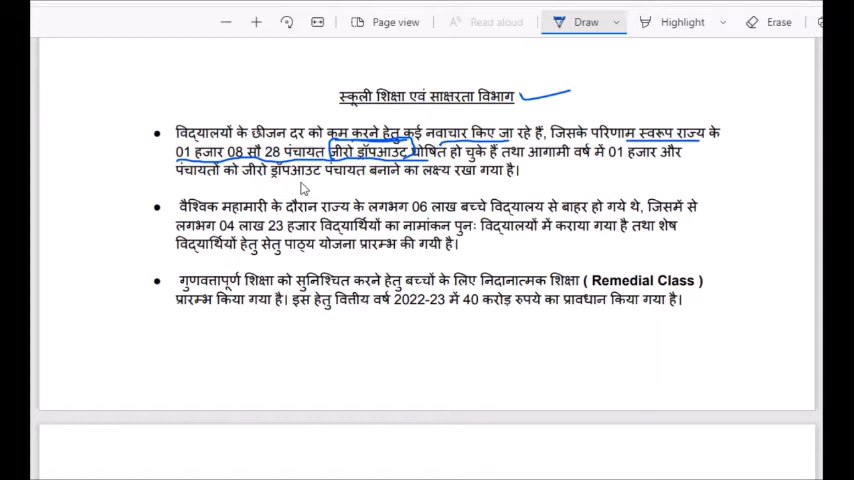 Page view
Read aloud
Draw
Highlight
Erase
स्कूली शिक्षा एवं साक्षरता विभाग
● विद्यालयों के छीजन दर को कम करने हेतु कई नवाचार किए जा रहे हैं, जिसके परिणाम स्वरूप राज्य के
01 हजार 08 सौ 28 पंचायत जीरो ड्रॉपआउट घोषित हो चुके हैं तथा आगामी वर्ष में 01 हजार और
पंचायतों को जीरो ड्रॉपआउट पंचायत बनाने का लक्ष्य रखा गया है।
● वैश्विक महामारी के दौरान राज्य के लगभग 06 लाख बच्चे विद्यालय से बाहर हो गये थे, जिसमें से
लगभग 04 लाख 23 हजार विद्यार्थियों का नामांकन पुनः विद्यालयों में कराया गया है तथा शेष
विद्यार्थियों हेतु सेतु पाठ्य योजना प्रारम्भ की गयी है।
● गुणवत्तापूर्ण शिक्षा को सुनिश्चित करने हेतु बच्चों के लिए निदानात्मक शिक्षा ( Remedial Class )
प्रारम्भ किया गया है। इस हेतु वित्तीय वर्ष 2022-23 में 40 करोड़ रुपये का प्रावधान किया गया है।